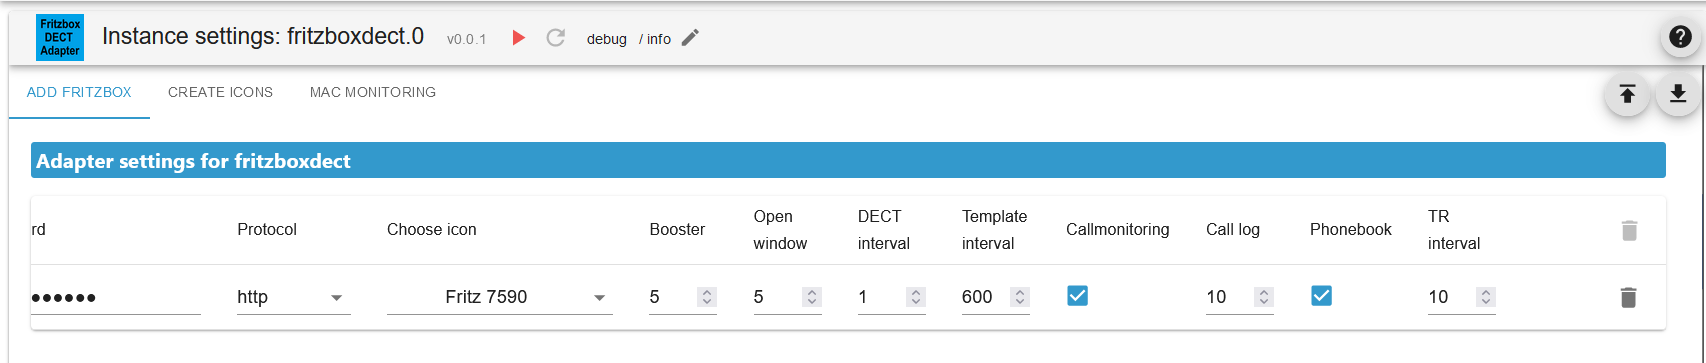 Fritzbox
DECT
Adapter
Instance settings: fritzboxdect.0 v0.0.1 debug / info
ADD FRITZBOX CREATE ICONS MAC MONITORING
Adapter settings for fritzboxdect
rd Protocol Choose icon Booster Open window DECT interval Template interval Callmonitoring Call log Phonebook TR interval
●●●●●● http Fritz 7590 5 5 1 600 10 10